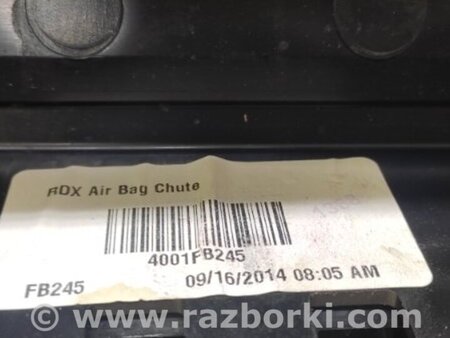 RDX Air Bag Chute
4001FB245
FB245 09/16/2014 08:05 AM
© www.razborki.com